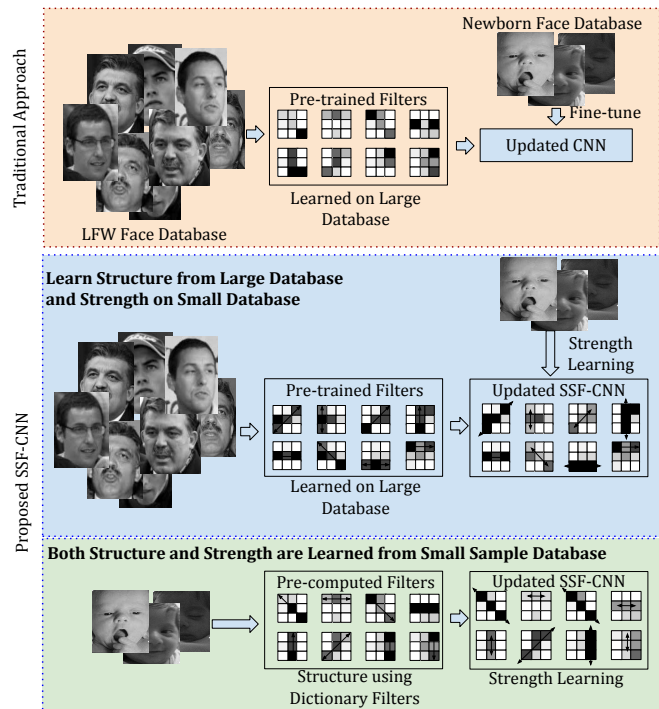 Traditional Approach
Newborn Face Database
Pre-trained Filters
Fine-tune
Updated CNN
Learned on Large
Database
LFW Face Database
Proposed SSF-CNN
Learn Structure from Large Database
and Strength on Small Database
Strength
Learning
Pre-trained Filters
Updated SSF-CNN
Learned on Large
Database
Both Structure and Strength are Learned from Small Sample Database
Pre-computed Filters
Updated SSF-CNN
Structure using
Dictionary Filters
Strength Learning